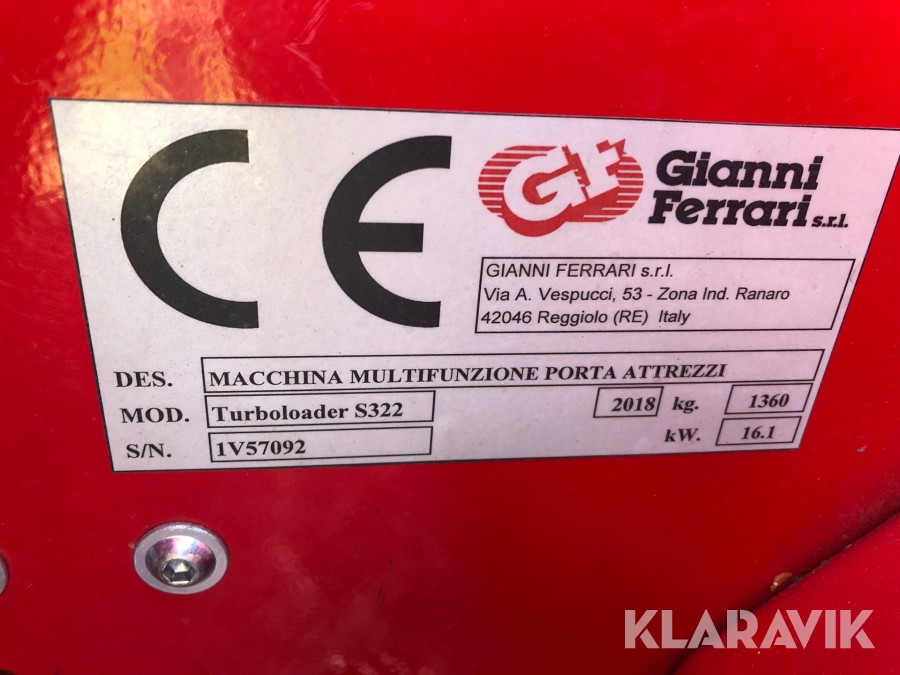 CE
GF
Gianni
Ferrari s.r.l.
GIANNI FERRARI s.r.l.
Via A. Vespucci, 53 - Zona Ind. Ranaro
42046 Reggiolo (RE) Italy
DES. MACCHINA MULTIFUNZIONE PORTA ATTREZZI
MOD. Turboloader S322 2018 kg. 1360
S/N. 1V57092 kW. 16.1
KLARAVIK